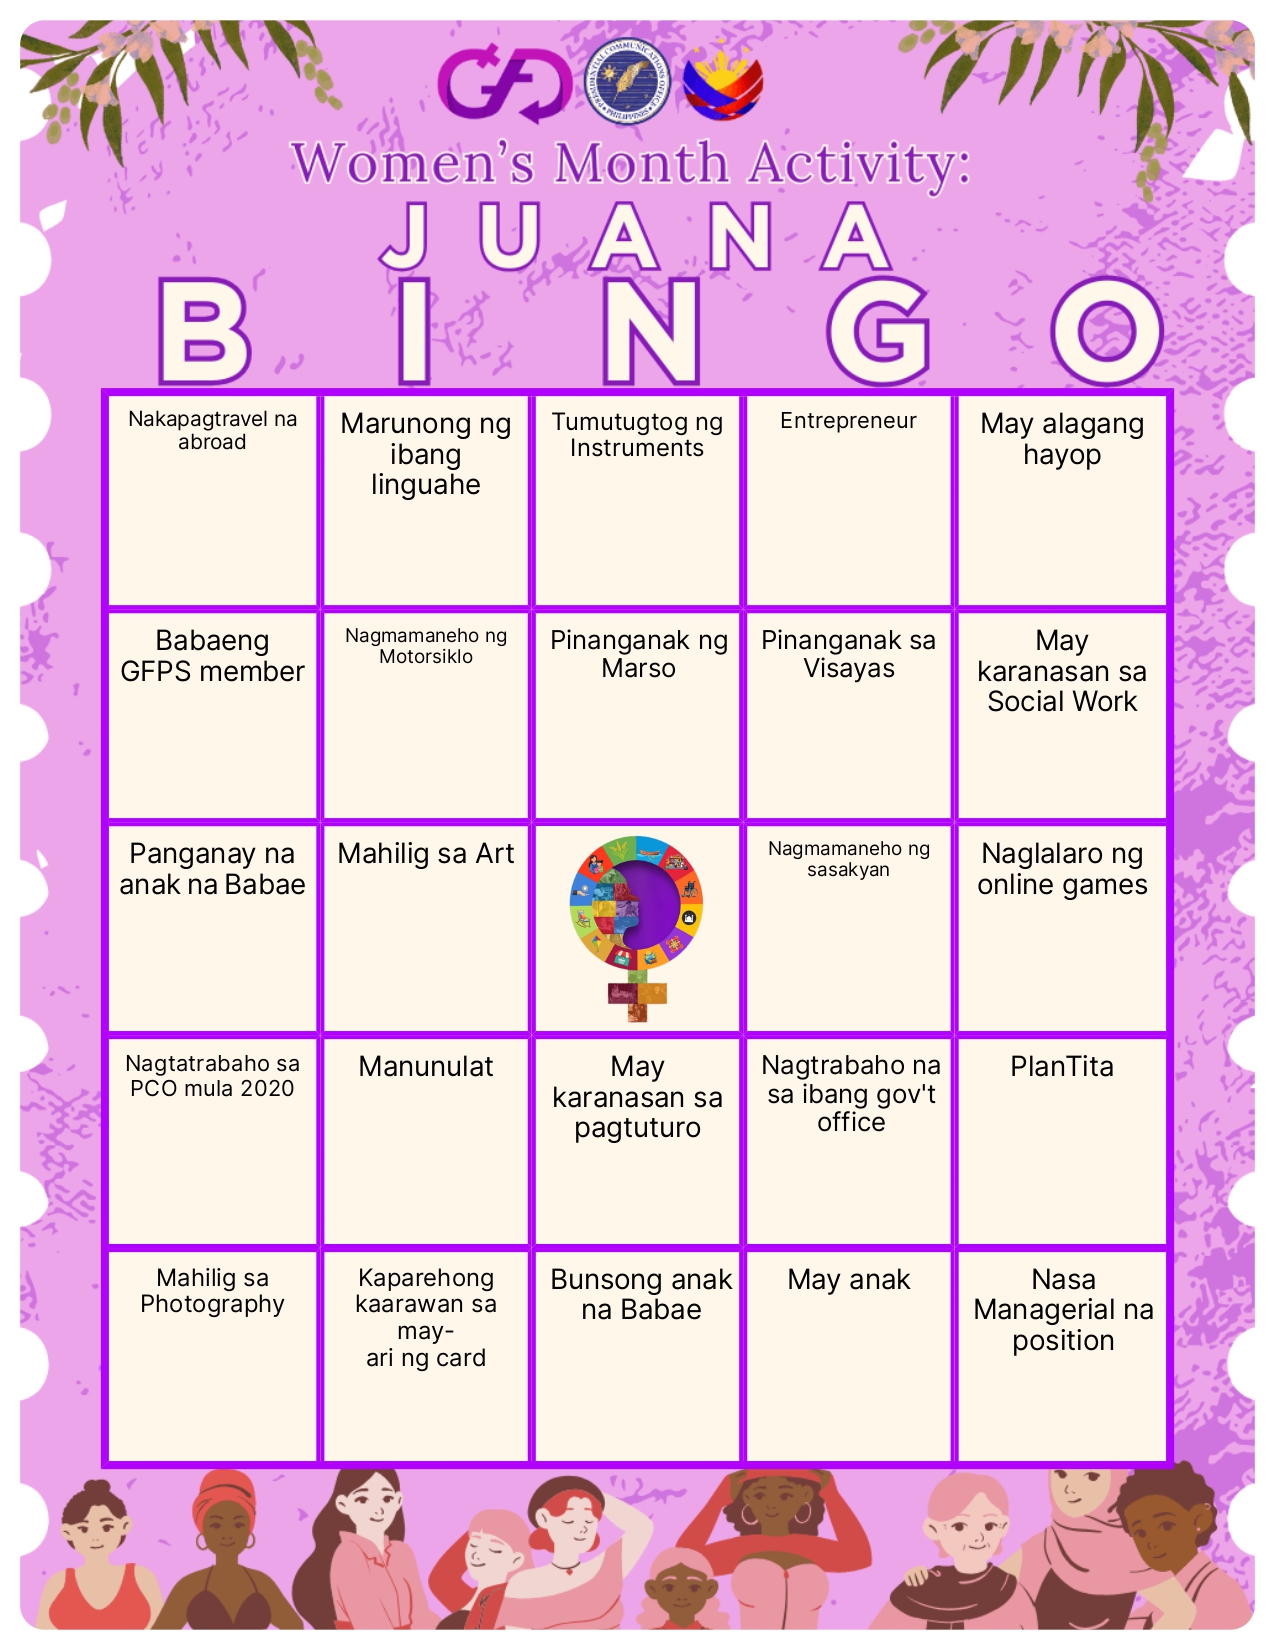 PRESIDENTIAL COMMUNICATIONS OFFICE
PHILIPPINES
Women's Month Activity:
JUANA
BINGO
Nakapagtravel na
abroad
Marunong ng
ibang
linguahe
Tumutugtog ng
Instruments
Entrepreneur
May alagang
hayop
Babaeng
GFPS member
Nagmamaneho ng
Motorsiklo
Pinanganak ng
Marso
Pinanganak sa
Visayas
May
karanasan sa
Social Work
Panganay na
anak na Babae
Mahilig sa Art
Nagmamaneho ng
sasakyan
Naglalaro ng
online games
Nagtatrabaho sa
PCO mula 2020
Manunulat
May
karanasan sa
pagtuturo
Nagtrabaho na
sa ibang gov't
office
PlanTita
Mahilig sa
Photography
Kaparehong
kaarawan sa
may-
ari ng card
Bunsong anak
na Babae
May anak
Nasa
Managerial na
position